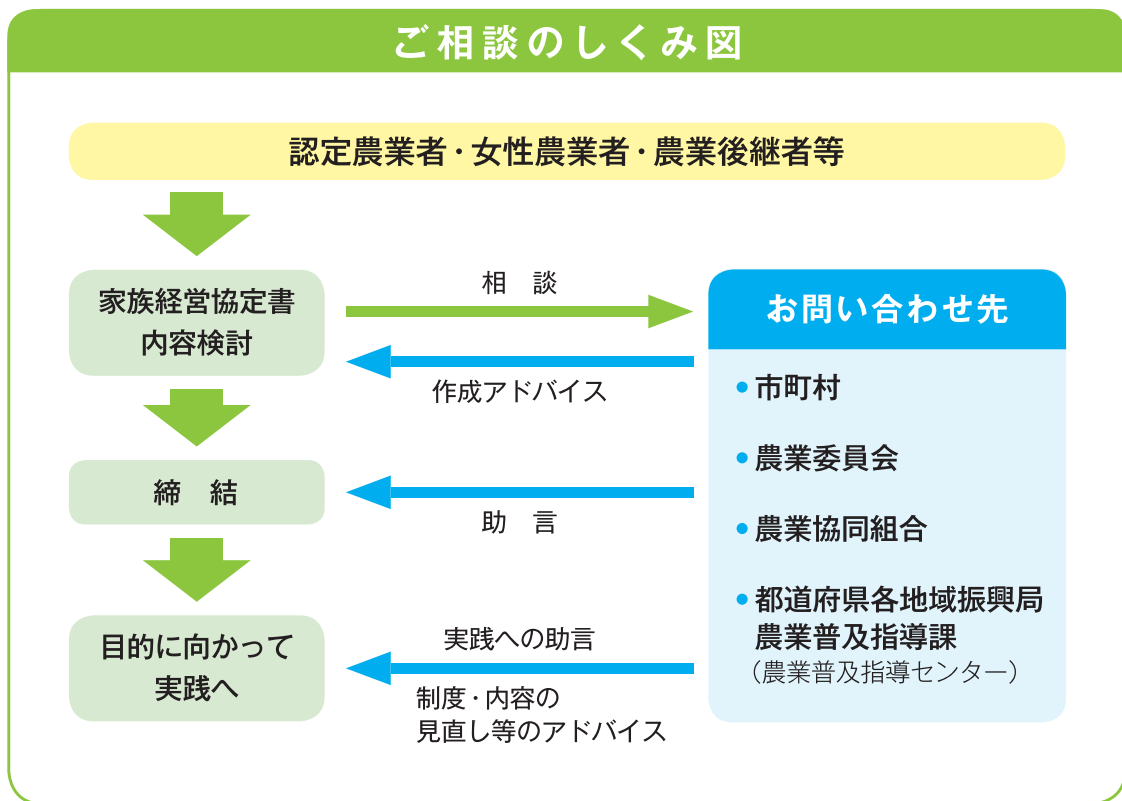 ご相談のしくみ図
認定農業者・女性農業者・農業後継者等
家族経営協定書
内容検討
相　談
作成アドバイス
締　結
助　言
目的に向かって
実践へ
実践への助言
制度・内容の
見直し等のアドバイス
お問い合わせ先
●市町村
●農業委員会
●農業協同組合
●都道府県各地域振興局
農業普及指導課
（農業普及指導センター）